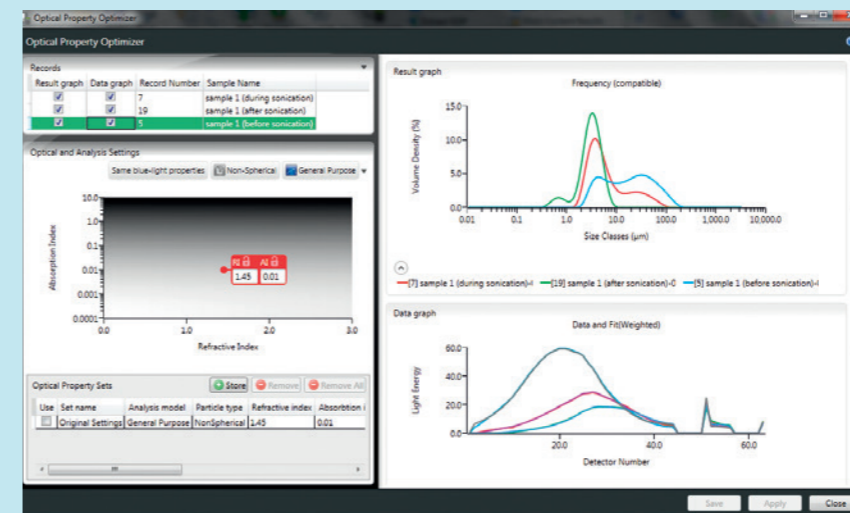 Optical Property Optimizer
Optical Property Optimizer
Records
Result graph Data graph Record Number Sample Name
7 sample 1 (during sonication)
19 sample 1 (after sonication)
5 sample 1 (before sonication)
Optical and Analysis Settings
Same blue-light properties Non-Spherical General Purpose
Absorption Index
10.0
1.0
0.1
0.01
0.001
0.0001
RI AI
1.45 0.01
0.0 1.0 2.0 3.0
Refractive Index
Optical Property Sets Store Remove Remove All
Use Set name Analysis model Particle type Refractive index Absorbtion i
Original Settings General Purpose NonSpherical 1.45 0.01
Result graph
Frequency (compatible)
Volume Density (%)
15.0
10.0
5.0
0.0
0.01 0.1 1.0 10.0 100.0 1,000.0 10,000.0
Size Classes (µm)
[7] sample 1 (during sonication)- [19] sample 1 (after sonication)-0 [5] sample 1 (before sonication)-
Data graph
Data and Fit(Weighted)
Light Energy
60.0
40.0
20.0
0.0
20.0 40.0 60.0
Detector Number
Save Apply Close